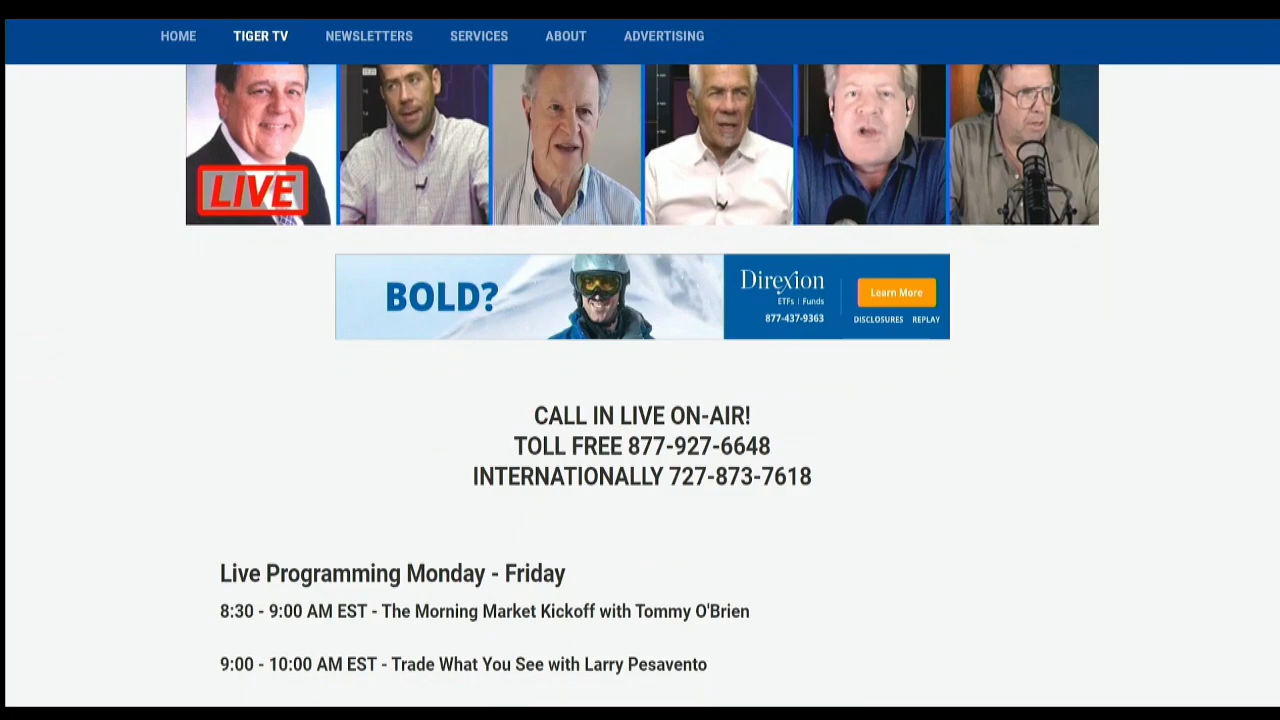 HOME TIGER TV NEWSLETTERS SERVICES ABOUT ADVERTISING
LIVE
BOLD?
Direxion
ETFs | Funds
877-437-9363
Learn More
DISCLOSURES REPLAY
CALL IN LIVE ON-AIR!
TOLL FREE 877-927-6648
INTERNATIONALLY 727-873-7618
Live Programming Monday - Friday
8:30 - 9:00 AM EST - The Morning Market Kickoff with Tommy O'Brien
9:00 - 10:00 AM EST - Trade What You See with Larry Pesavento